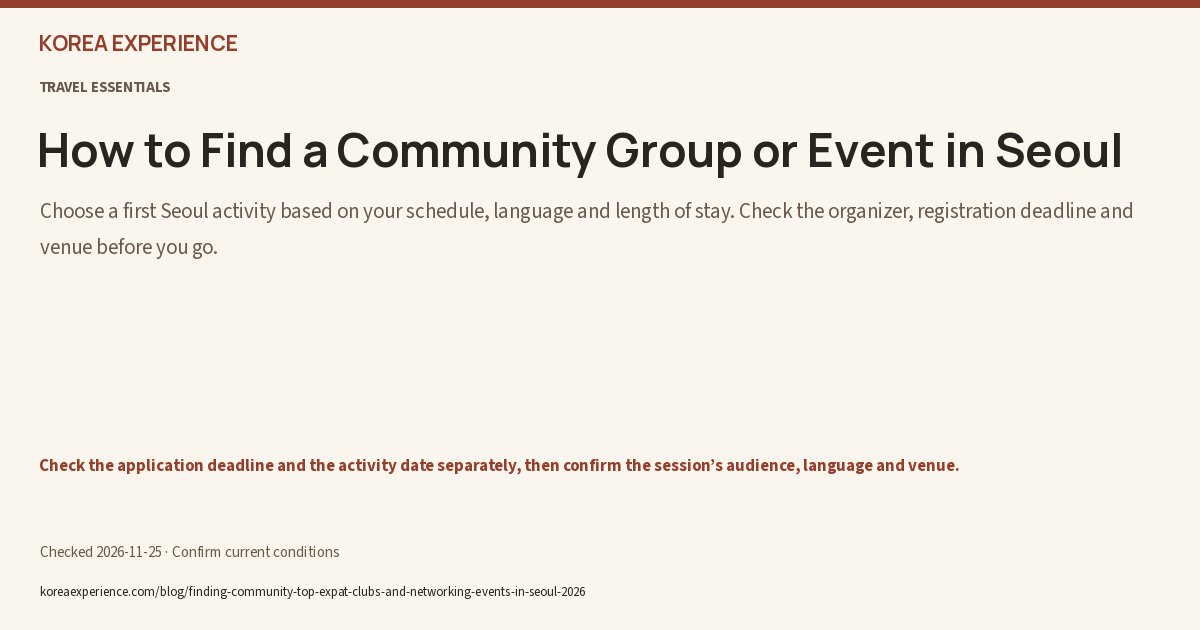 KOREA EXPERIENCE
TRAVEL ESSENTIALS
How to Find a Community Group or Event in Seoul
Choose a first Seoul activity based on your schedule, language and length of stay. Check the organizer, registration deadline and
venue before you go.
Check the application deadline and the activity date separately, then confirm the session’s audience, language and venue.
Checked 2026-11-25 · Confirm current conditions
koreaexperience.com/blog/finding-community-top-expat-clubs-and-networking-events-in-seoul-2026